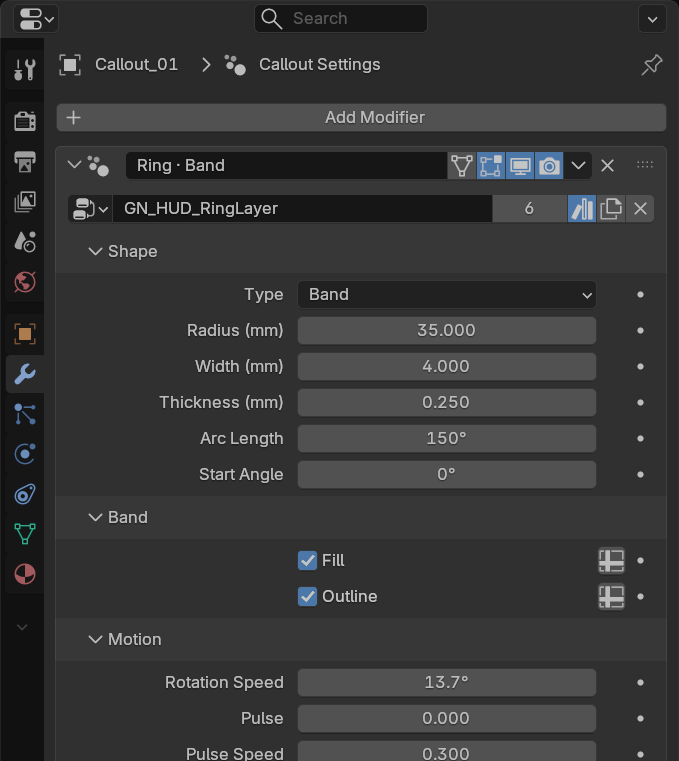 Search
Callout_01 Callout Settings
Add Modifier
Ring · Band
GN_HUD_RingLayer 6
Shape
Type Band
Radius (mm) 35.000
Width (mm) 4.000
Thickness (mm) 0.250
Arc Length 150°
Start Angle 0°
Band
Fill
Outline
Motion
Rotation Speed 13.7°
Pulse 0.000
Pulse Speed 0.300